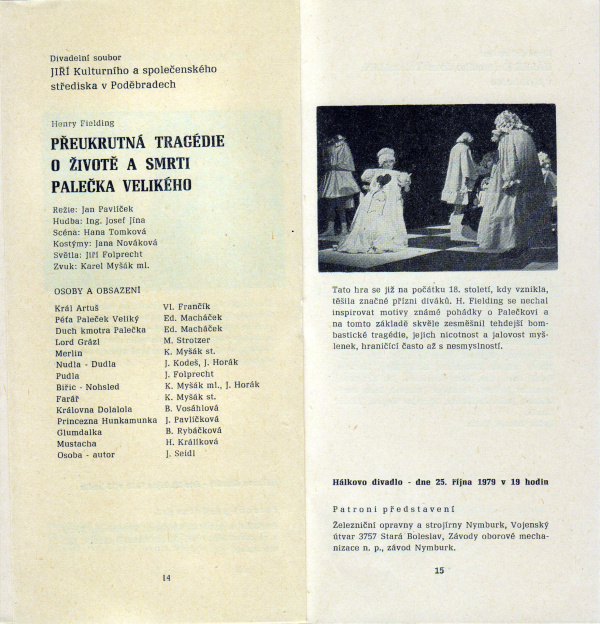 Divadelní soubor
JIŘÍ Kulturního a společenského
střediska v Poděbradech
Henry Fielding
PŘEUKRUTNÁ TRAGÉDIE
O ŽIVOTĚ A SMRTI
PALEČKA VELIKÉHO
Režie: Jan Pavlíček
Hudba: Ing. Josef Jína
Scéna: Hana Tomková
Kostýmy: Jana Nováková
Světla: Jiří Folprecht
Zvuk: Karel Myšák ml.
OSOBY A OBSAZENÍ
Král Artuš Vl. Frančík
Péťa Paleček Veliký Ed. Macháček
Duch kmotra Palečka Ed. Macháček
Lord Grázl M. Strotzer
Merlin K. Myšák st.
Nudla - Dudla J. Kodeš, J. Horák
Pudla J. Folprecht
Biřic - Nohsled K. Myšák ml., J. Horák
Farář K. Myšák st.
Královna Dolalola B. Vosáhlová
Princezna Hunkamunka J. Pavlíčková
Glumdalka B. Rybáčková
Mustacha H. Králíková
Osoba - autor J. Seidl
14
Tato hra se již na počátku 18. století, kdy vznikla,
těšila značné přízni diváků. H. Fielding se nechal
inspirovat motivy známé pohádky o Palečkovi a
na tomto základě skvěle zesměšnil tehdejší bom-
bastické tragédie, jejich nicotnost a jalovost myš-
lenek, hraničící často až s nesmyslností.
Hálkovo divadlo - dne 25. října 1979 v 19 hodin
Patroni představení
Železniční opravny a strojírny Nymburk, Vojenský
útvar 3757 Stará Boleslav, Závody oborové mecha-
nizace n. p., závod Nymburk.
15